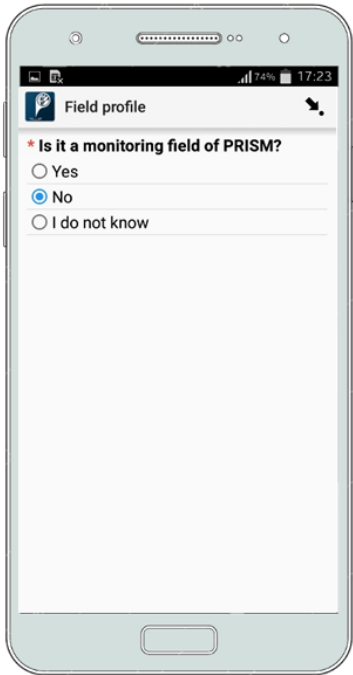 74% 17:23
Field profile
* Is it a monitoring field of PRISM?
Yes
No
I do not know